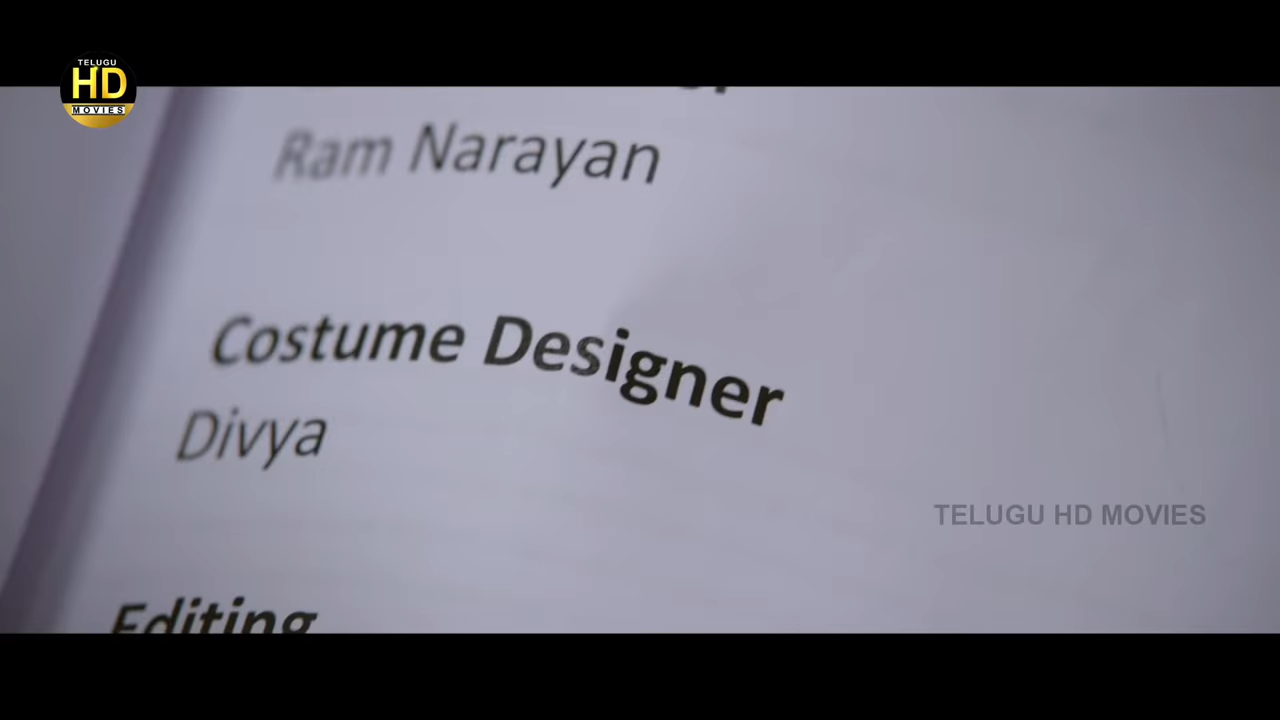 TELUGU
HD
MOVIES
Ram Narayan
Costume Designer
Divya
TELUGU HD MOVIES
Editing